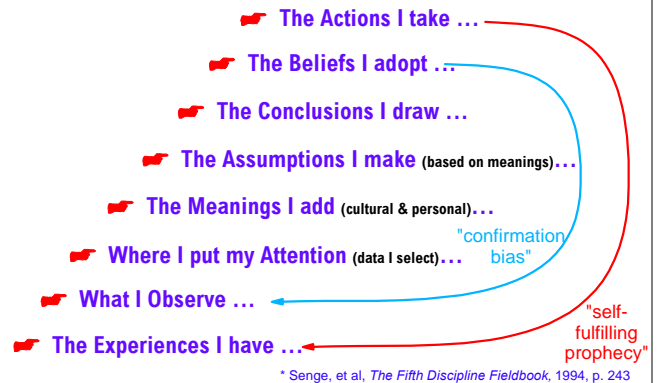 The Actions I take ...
The Beliefs I adopt ...
The Conclusions I draw ...
The Assumptions I make (based on meanings)...
The Meanings I add (cultural & personal)...
"confirmation
bias"
Where I put my Attention (data I select)...
What I Observe ...
"self-
fulfilling
prophecy"
The Experiences I have ...
* Senge, et al, The Fifth Discipline Fieldbook, 1994, p. 243